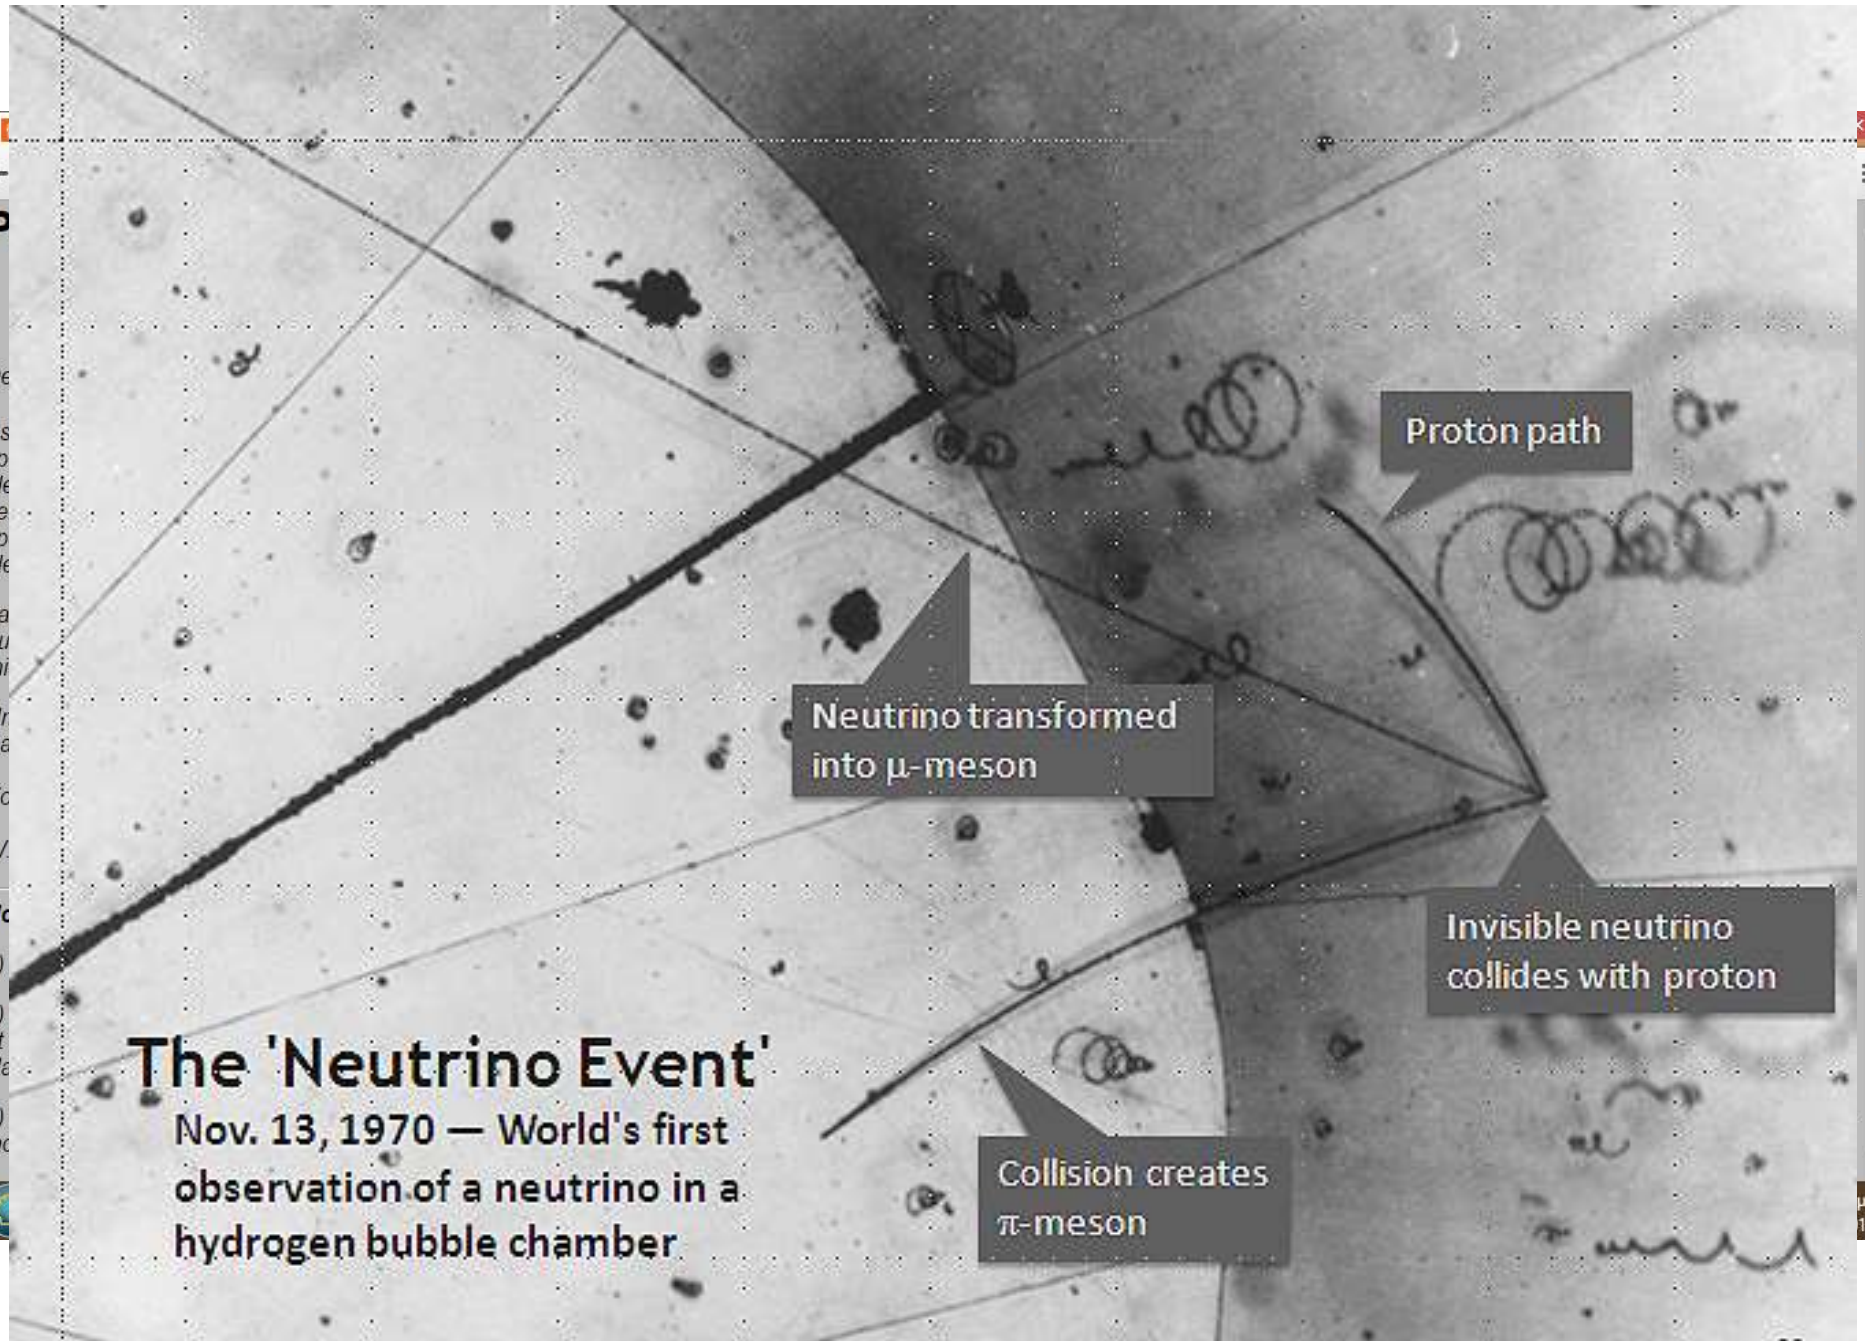 Proton path
Neutrino transformed
into μ-meson
Invisible neutrino
collides with proton
The 'Neutrino Event'
Nov. 13, 1970 — World's first
observation of a neutrino in a
hydrogen bubble chamber
Collision creates
π-meson